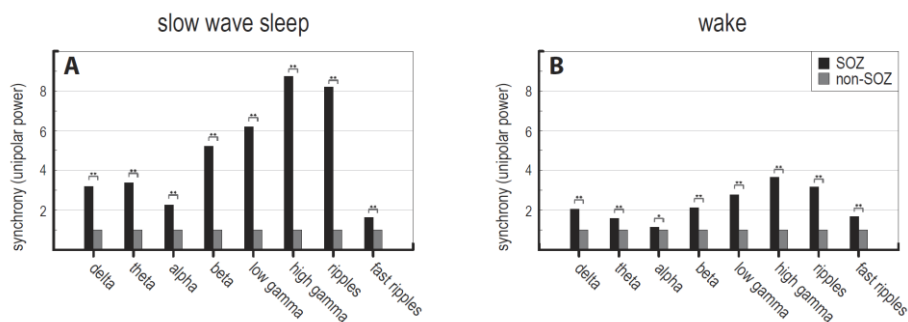 slow wave sleep
A
synchrony (unipolar power)
8
6
4
2
** ** ** ** ** ** ** **
delta theta alpha beta low gamma high gamma ripples fast ripples
wake
B
SOZ
non-SOZ
synchrony (unipolar power)
8
6
4
2
** ** * ** ** ** ** **
delta theta alpha beta low gamma high gamma ripples fast ripples